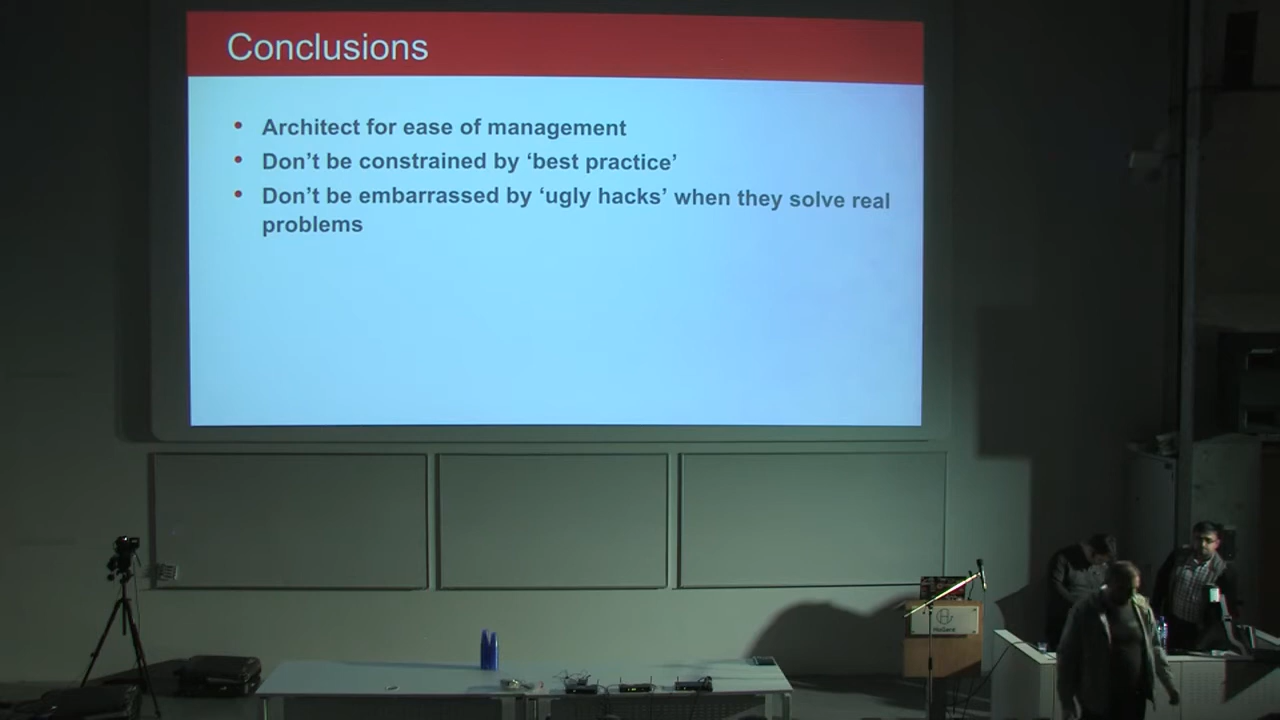 Conclusions
• Architect for ease of management
• Don't be constrained by ‘best practice’
• Don't be embarrassed by ‘ugly hacks’ when they solve real
problems